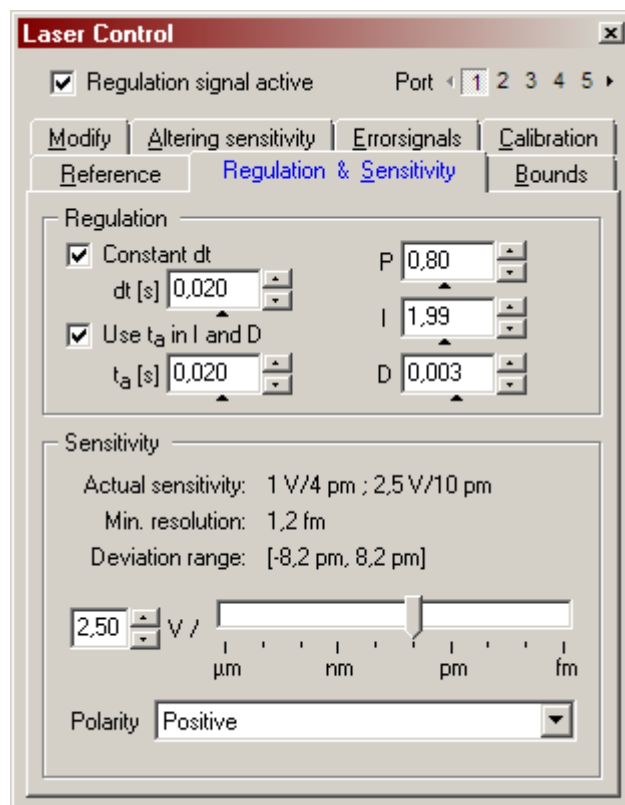 Laser Control
Regulation signal active Port 1 2 3 4 5
Modify Altering sensitivity Errorsignals Calibration
Reference Regulation & Sensitivity Bounds
Regulation
Constant dt P 0,80
dt [s] 0,020
I 1,99
Use ta in I and D
ta [s] 0,020 D 0,003
Sensitivity
Actual sensitivity: 1 V/4 pm ; 2,5 V/10 pm
Min. resolution: 1,2 fm
Deviation range: [-8,2 pm, 8,2 pm]
2,50 V /
µm nm pm fm
Polarity Positive